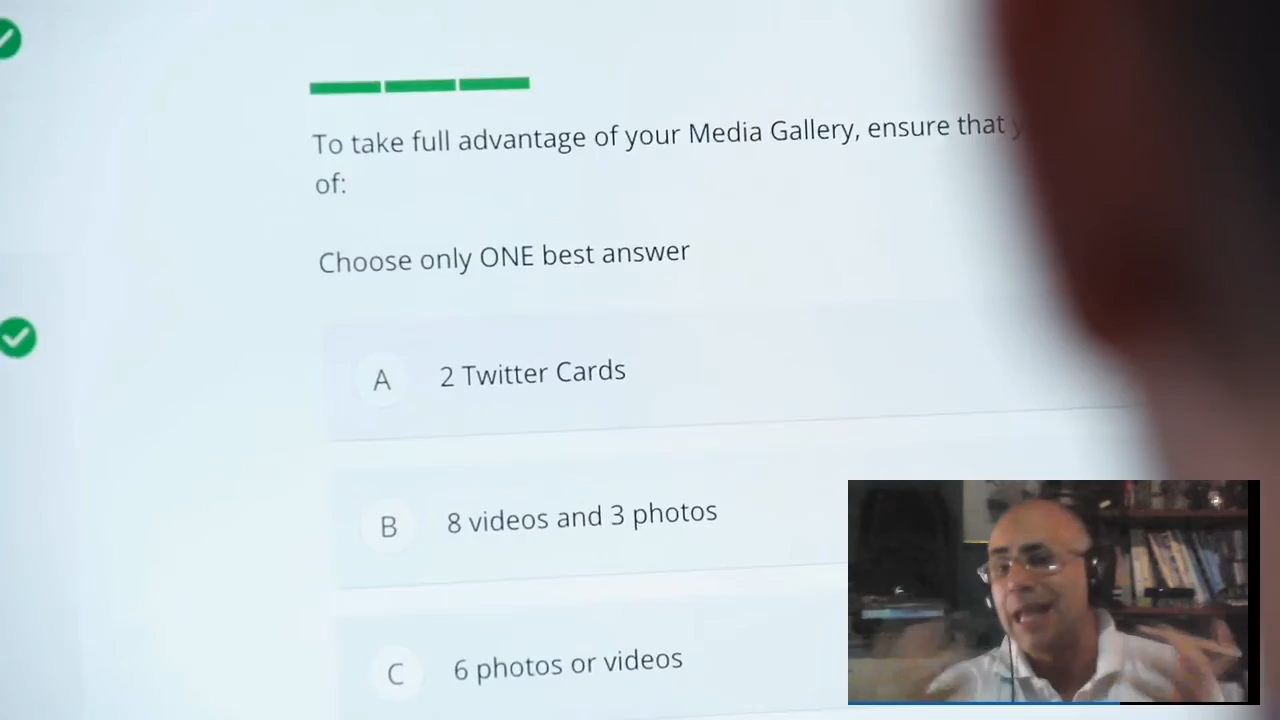 To take full advantage of your Media Gallery, ensure that
of:
Choose only ONE best answer
A 2 Twitter Cards
B 8 videos and 3 photos
C 6 photos or videos